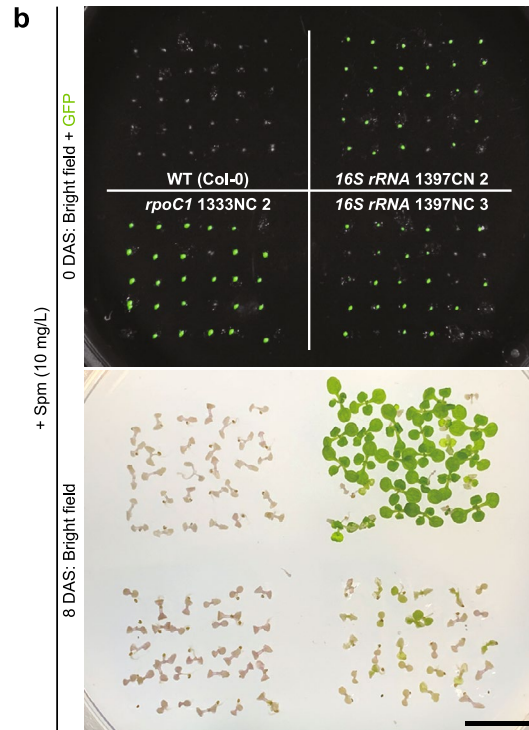 b
+ Spm (10 mg/L)
0 DAS: Bright field + GFP
WT (Col-0)
16S rRNA 1397CN 2
rpoC1 1333NC 2
16S rRNA 1397NC 3
8 DAS: Bright field